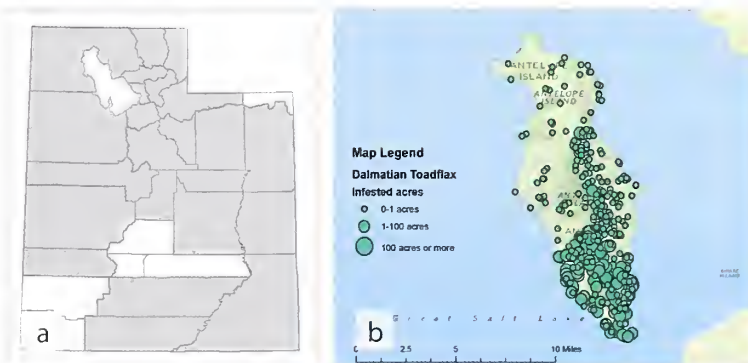 a
ANTELOPE
ISLAND
ANTELOPE
ISLAND
Map Legend
Dalmatian Toadflax
Infested acres
0-1 acres
1-100 acres
100 acres or more
b
Great Salt Lake
0 2.5 5 10 Miles